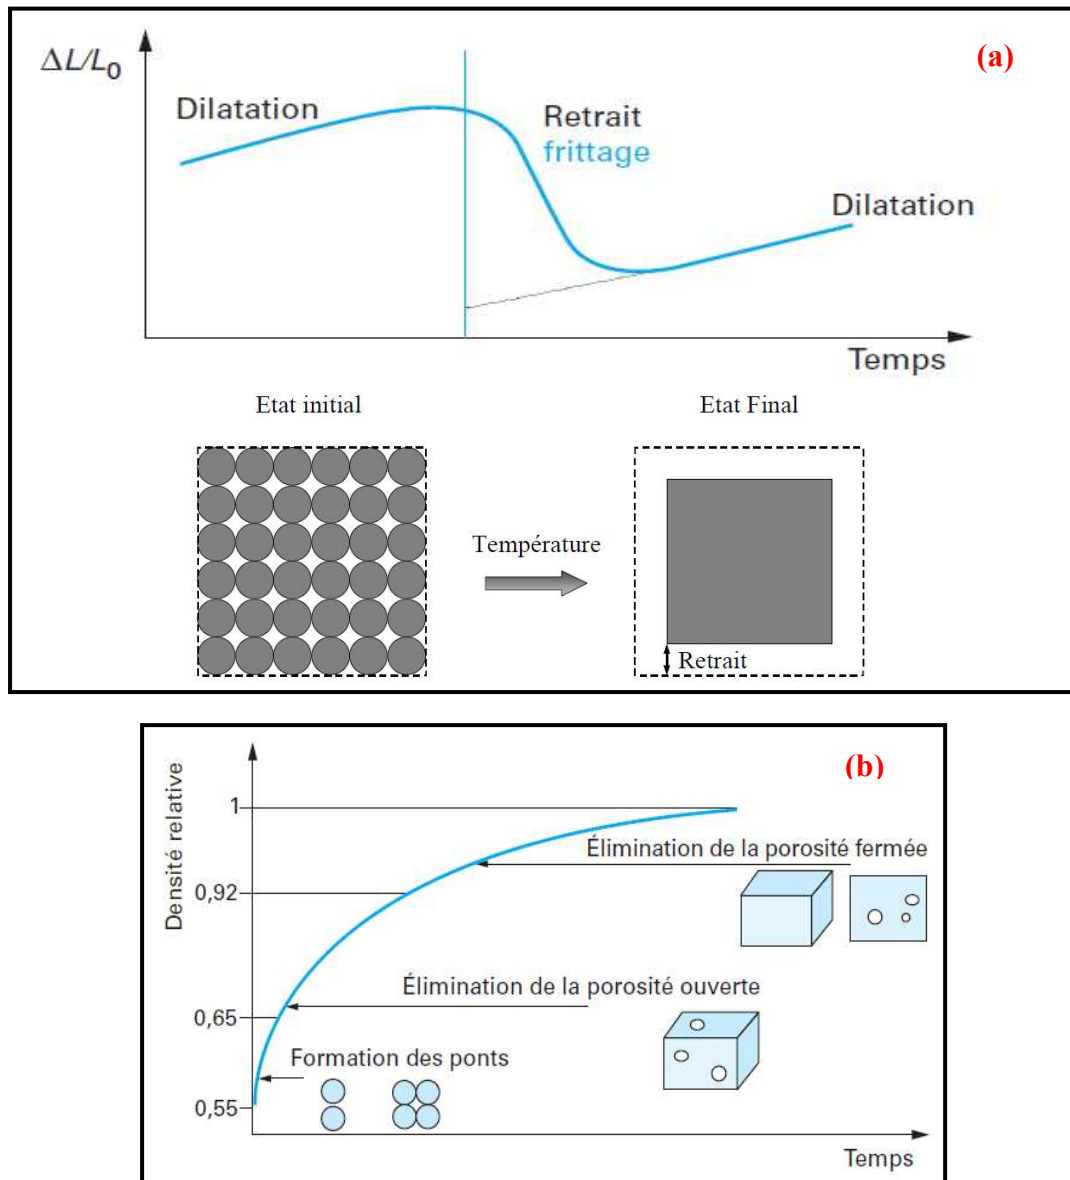 ΔL/L0
(a)
Dilatation
Retrait
frittage
Dilatation
Temps
Etat initial
Etat Final
Température
Retrait
(b)
Densité relative
1
Élimination de la porosité fermée
0,92
Élimination de la porosité ouverte
0,65
Formation des ponts
0,55
Temps